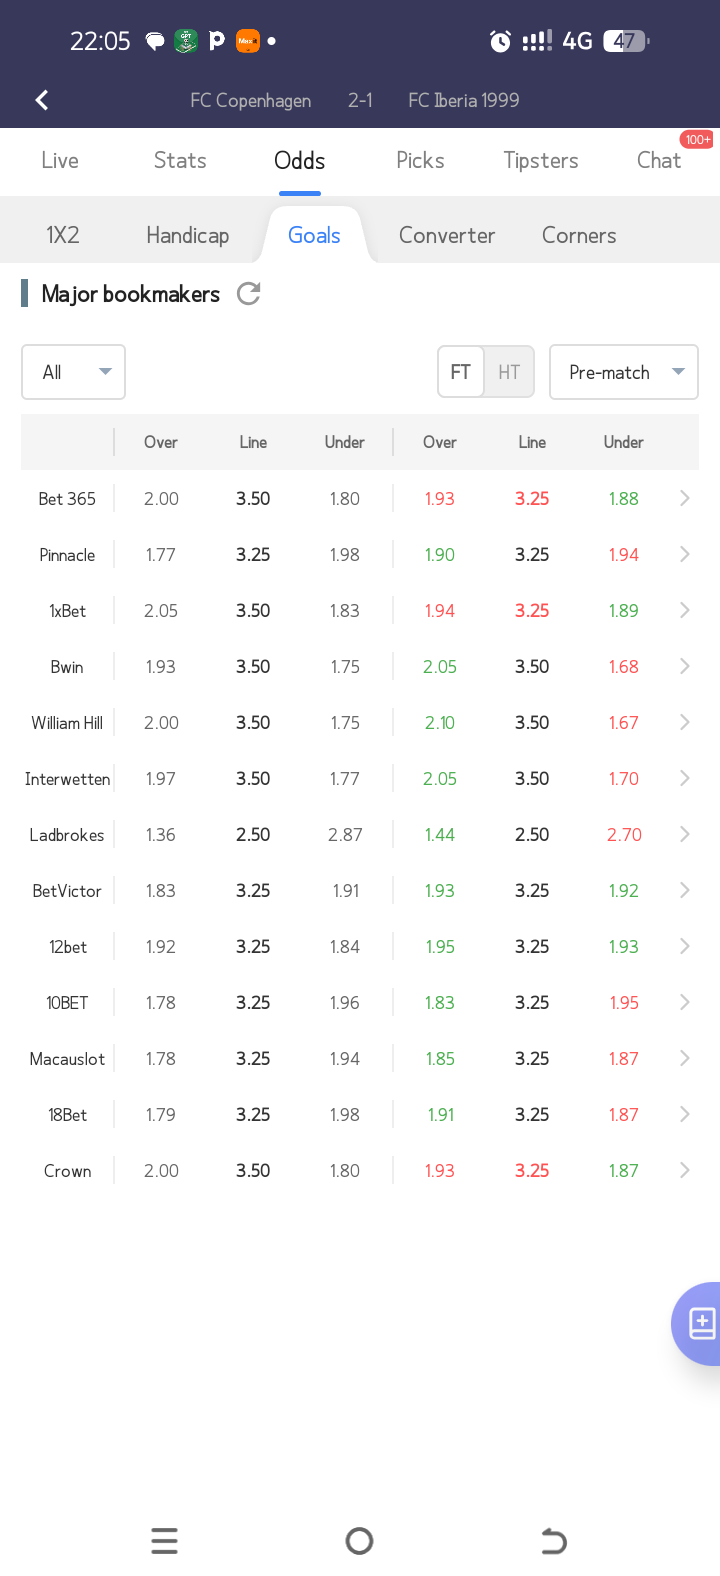 22:05 4G 47
FC Copenhagen 2-1 FC Iberia 1999
100+
Live Stats Odds Picks Tipsters Chat
1X2 Handicap Goals Converter Corners
Major bookmakers
All FT HT Pre-match
Over Line Under Over Line Under
Bet 365 2.00 3.50 1.80 1.93 3.25 1.88
Pinnacle 1.77 3.25 1.98 1.90 3.25 1.94
1xBet 2.05 3.50 1.83 1.94 3.25 1.89
Bwin 1.93 3.50 1.75 2.05 3.50 1.68
William Hill 2.00 3.50 1.75 2.10 3.50 1.67
Interwetten 1.97 3.50 1.77 2.05 3.50 1.70
Ladbrokes 1.36 2.50 2.87 1.44 2.50 2.70
BetVictor 1.83 3.25 1.91 1.93 3.25 1.92
12bet 1.92 3.25 1.84 1.95 3.25 1.93
10BET 1.78 3.25 1.96 1.83 3.25 1.95
Macauslot 1.78 3.25 1.94 1.85 3.25 1.87
18Bet 1.79 3.25 1.98 1.91 3.25 1.87
Crown 2.00 3.50 1.80 1.93 3.25 1.87